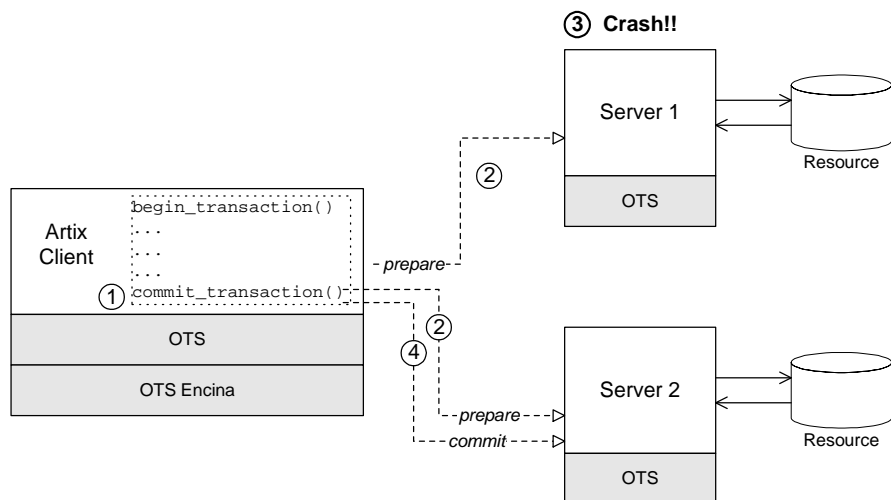 ③ Crash!!
Server 1
Resource
OTS
②
begin_transaction()
...
...
...
Artix
Client
prepare
① commit_transaction()
②
④
OTS
OTS Encina
Server 2
prepare
commit
Resource
OTS